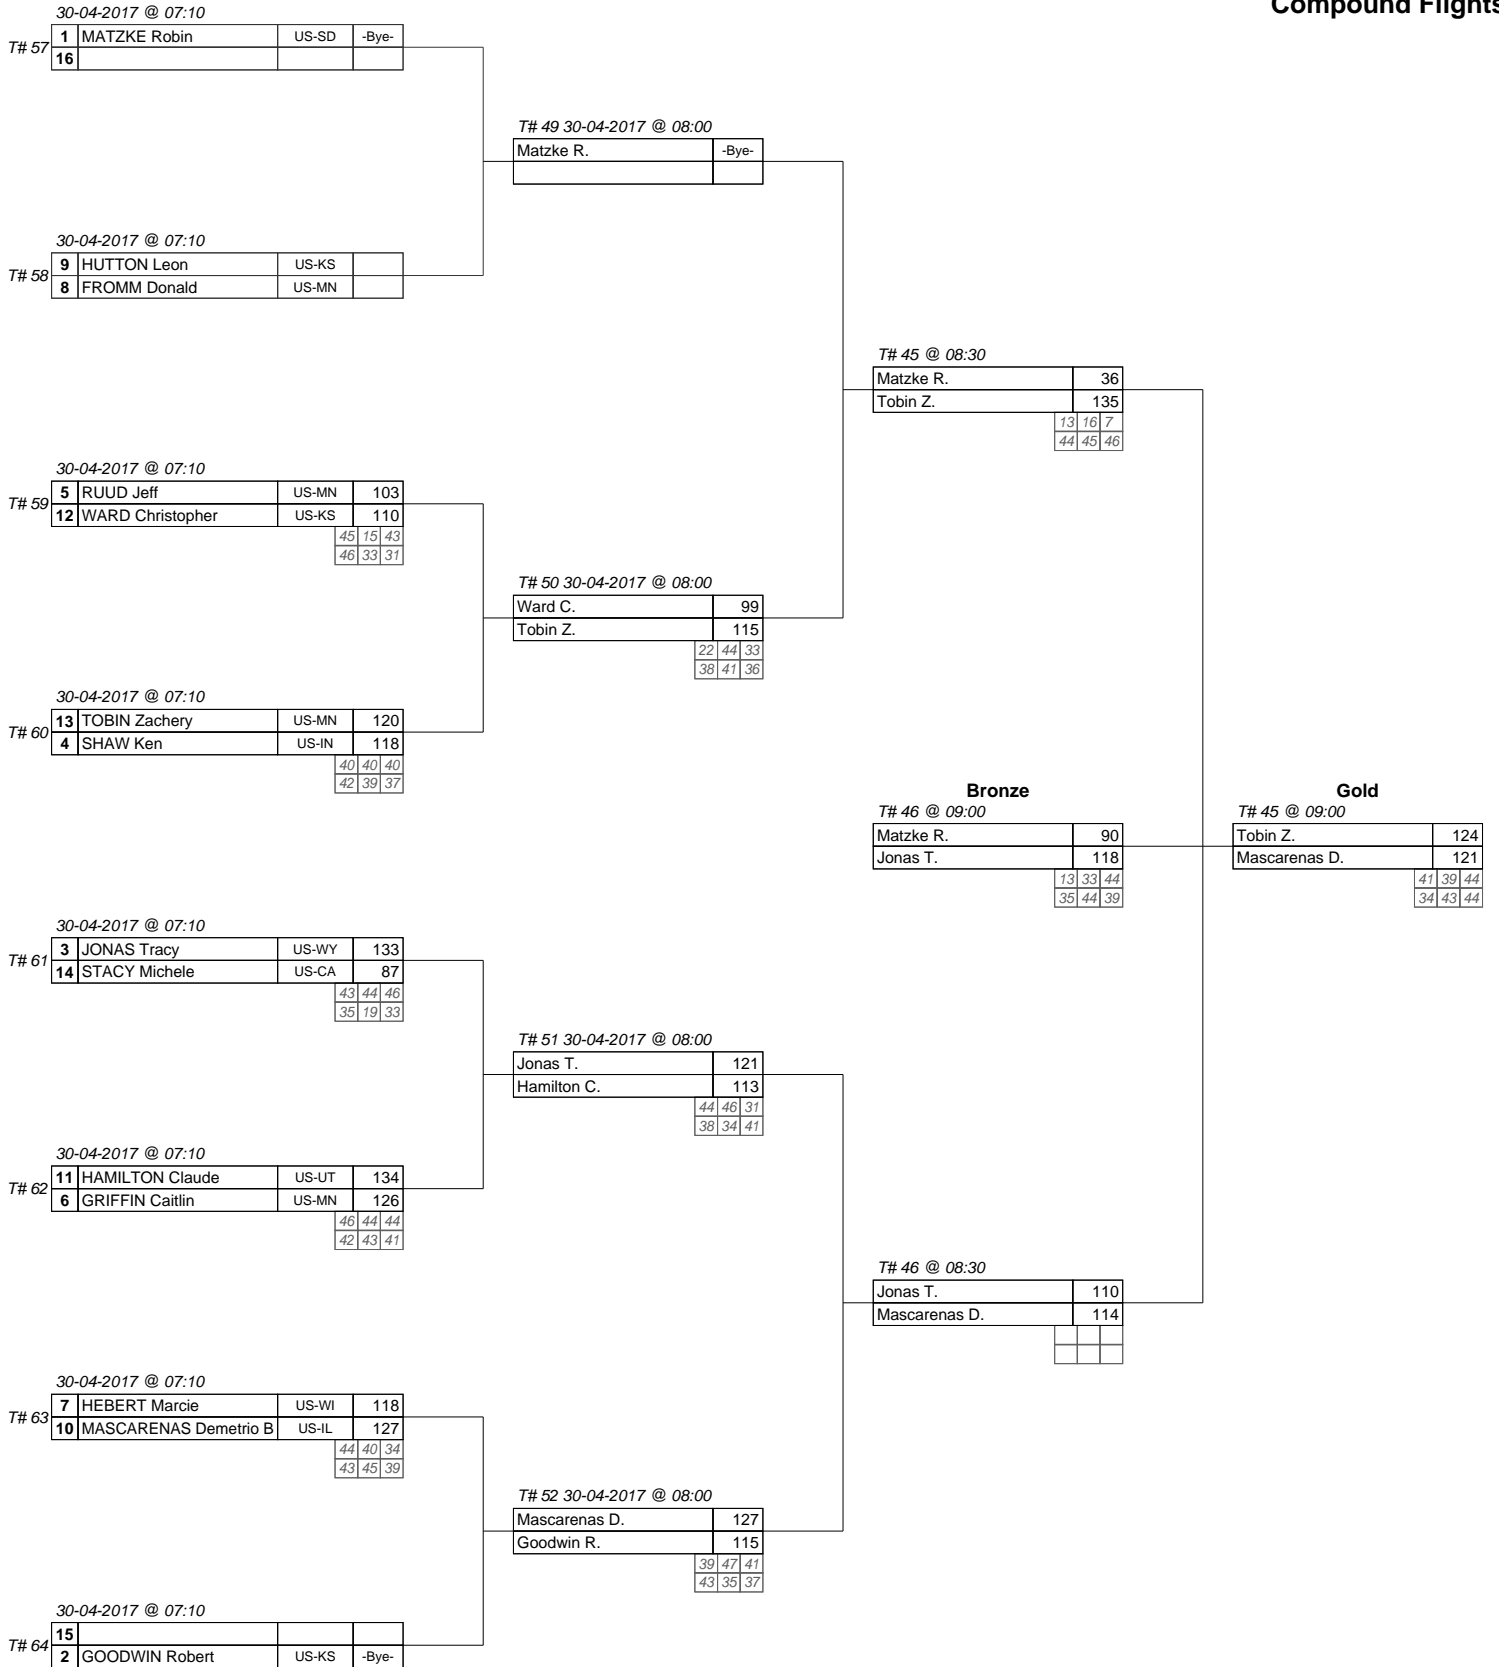 Compound Flights
30-04-2017 @ 07:10
T# 57
1 MATZKE Robin US-SD -Bye-
16
T# 49 30-04-2017 @ 08:00
Matzke R. -Bye-
30-04-2017 @ 07:10
T# 58
9 HUTTON Leon US-KS
8 FROMM Donald US-MN
T# 45 @ 08:30
Matzke R. 36
Tobin Z. 135
13 16 7
44 45 46
30-04-2017 @ 07:10
T# 59
5 RUUD Jeff US-MN 103
12 WARD Christopher US-KS 110
45 15 43
46 33 31
T# 50 30-04-2017 @ 08:00
Ward C. 99
Tobin Z. 115
22 44 33
38 41 36
30-04-2017 @ 07:10
T# 60
13 TOBIN Zachery US-MN 120
4 SHAW Ken US-IN 118
40 40 40
42 39 37
Bronze
T# 46 @ 09:00
Matzke R. 90
Jonas T. 118
13 33 44
35 44 39
Gold
T# 45 @ 09:00
Tobin Z. 124
Mascarenas D. 121
41 39 44
34 43 44
30-04-2017 @ 07:10
T# 61
3 JONAS Tracy US-WY 133
14 STACY Michele US-CA 87
43 44 46
35 19 33
T# 51 30-04-2017 @ 08:00
Jonas T. 121
Hamilton C. 113
44 46 31
38 34 41
30-04-2017 @ 07:10
T# 62
11 HAMILTON Claude US-UT 134
6 GRIFFIN Caitlin US-MN 126
46 44 44
42 43 41
T# 46 @ 08:30
Jonas T. 110
Mascarenas D. 114
30-04-2017 @ 07:10
T# 63
7 HEBERT Marcie US-WI 118
10 MASCARENAS Demetrio B US-IL 127
44 40 34
43 45 39
T# 52 30-04-2017 @ 08:00
Mascarenas D. 127
Goodwin R. 115
39 47 41
43 35 37
30-04-2017 @ 07:10
T# 64
15
2 GOODWIN Robert US-KS -Bye-